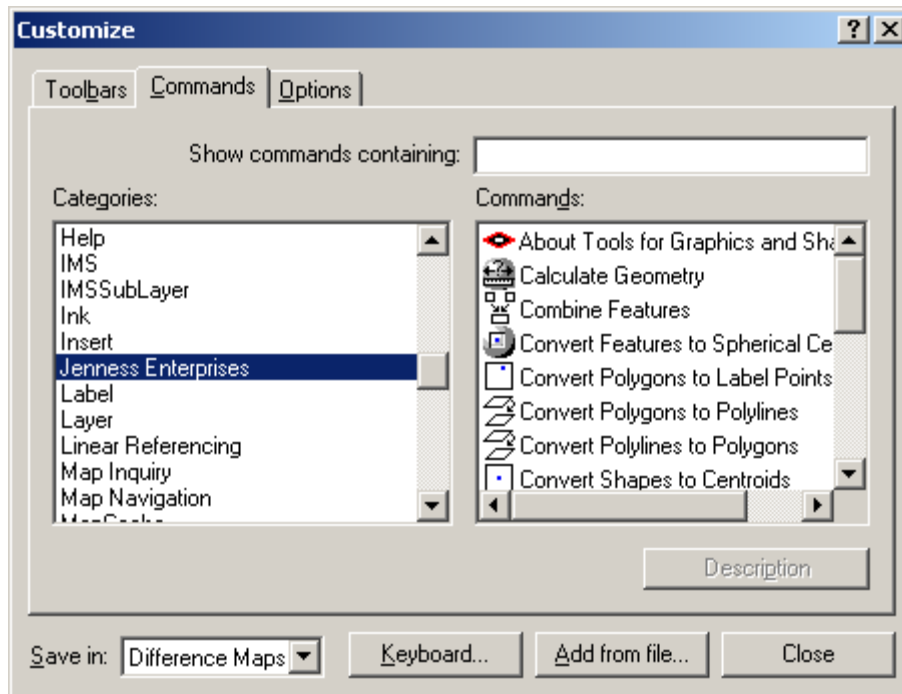 Customize
Toolbars Commands Options
Show commands containing:
Categories:
Help
IMS
IMSSubLayer
Ink
Insert
Jenness Enterprises
Label
Layer
Linear Referencing
Map Inquiry
Map Navigation
MapCache
Commands:
About Tools for Graphics and Sha
Calculate Geometry
Combine Features
Convert Features to Spherical Ce
Convert Polygons to Label Points
Convert Polygons to Polylines
Convert Polylines to Polygons
Convert Shapes to Centroids
Description
Save in: Difference Maps Keyboard... Add from file... Close